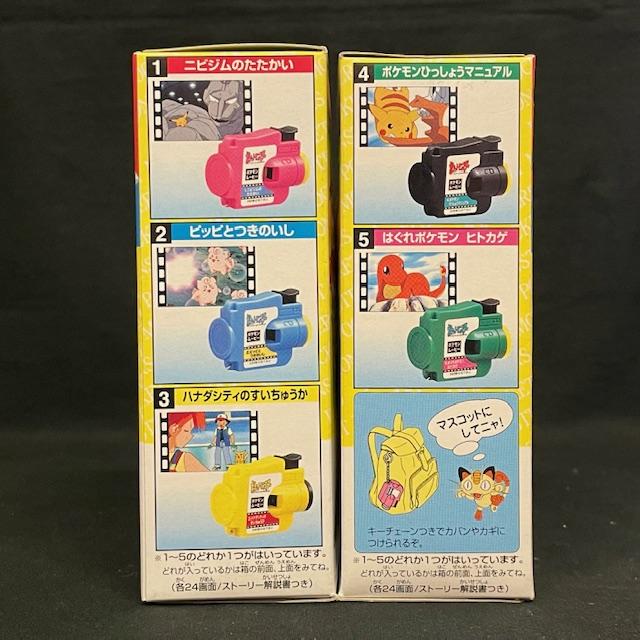 1 ニビジムのたたかい
2 ピッピとつきのいし
3 ハナダシティのすいちゅうか
※1〜5のどれか1つがはいっています。
どれが入っているかは箱の前面、上面をみてね。
(各24画面/ストーリー解説書つき)
4 ポケモンひっしょうマニュアル
5 はぐれポケモン ヒトカゲ
マスコットに
してニャ!
キーチェーンつきでカバンやカギに
つけられるぞ。
※1〜5のどれか1つがはいっています。
どれが入っているかは箱の前面、上面をみてね。
(各24画面/ストーリー解説書つき)